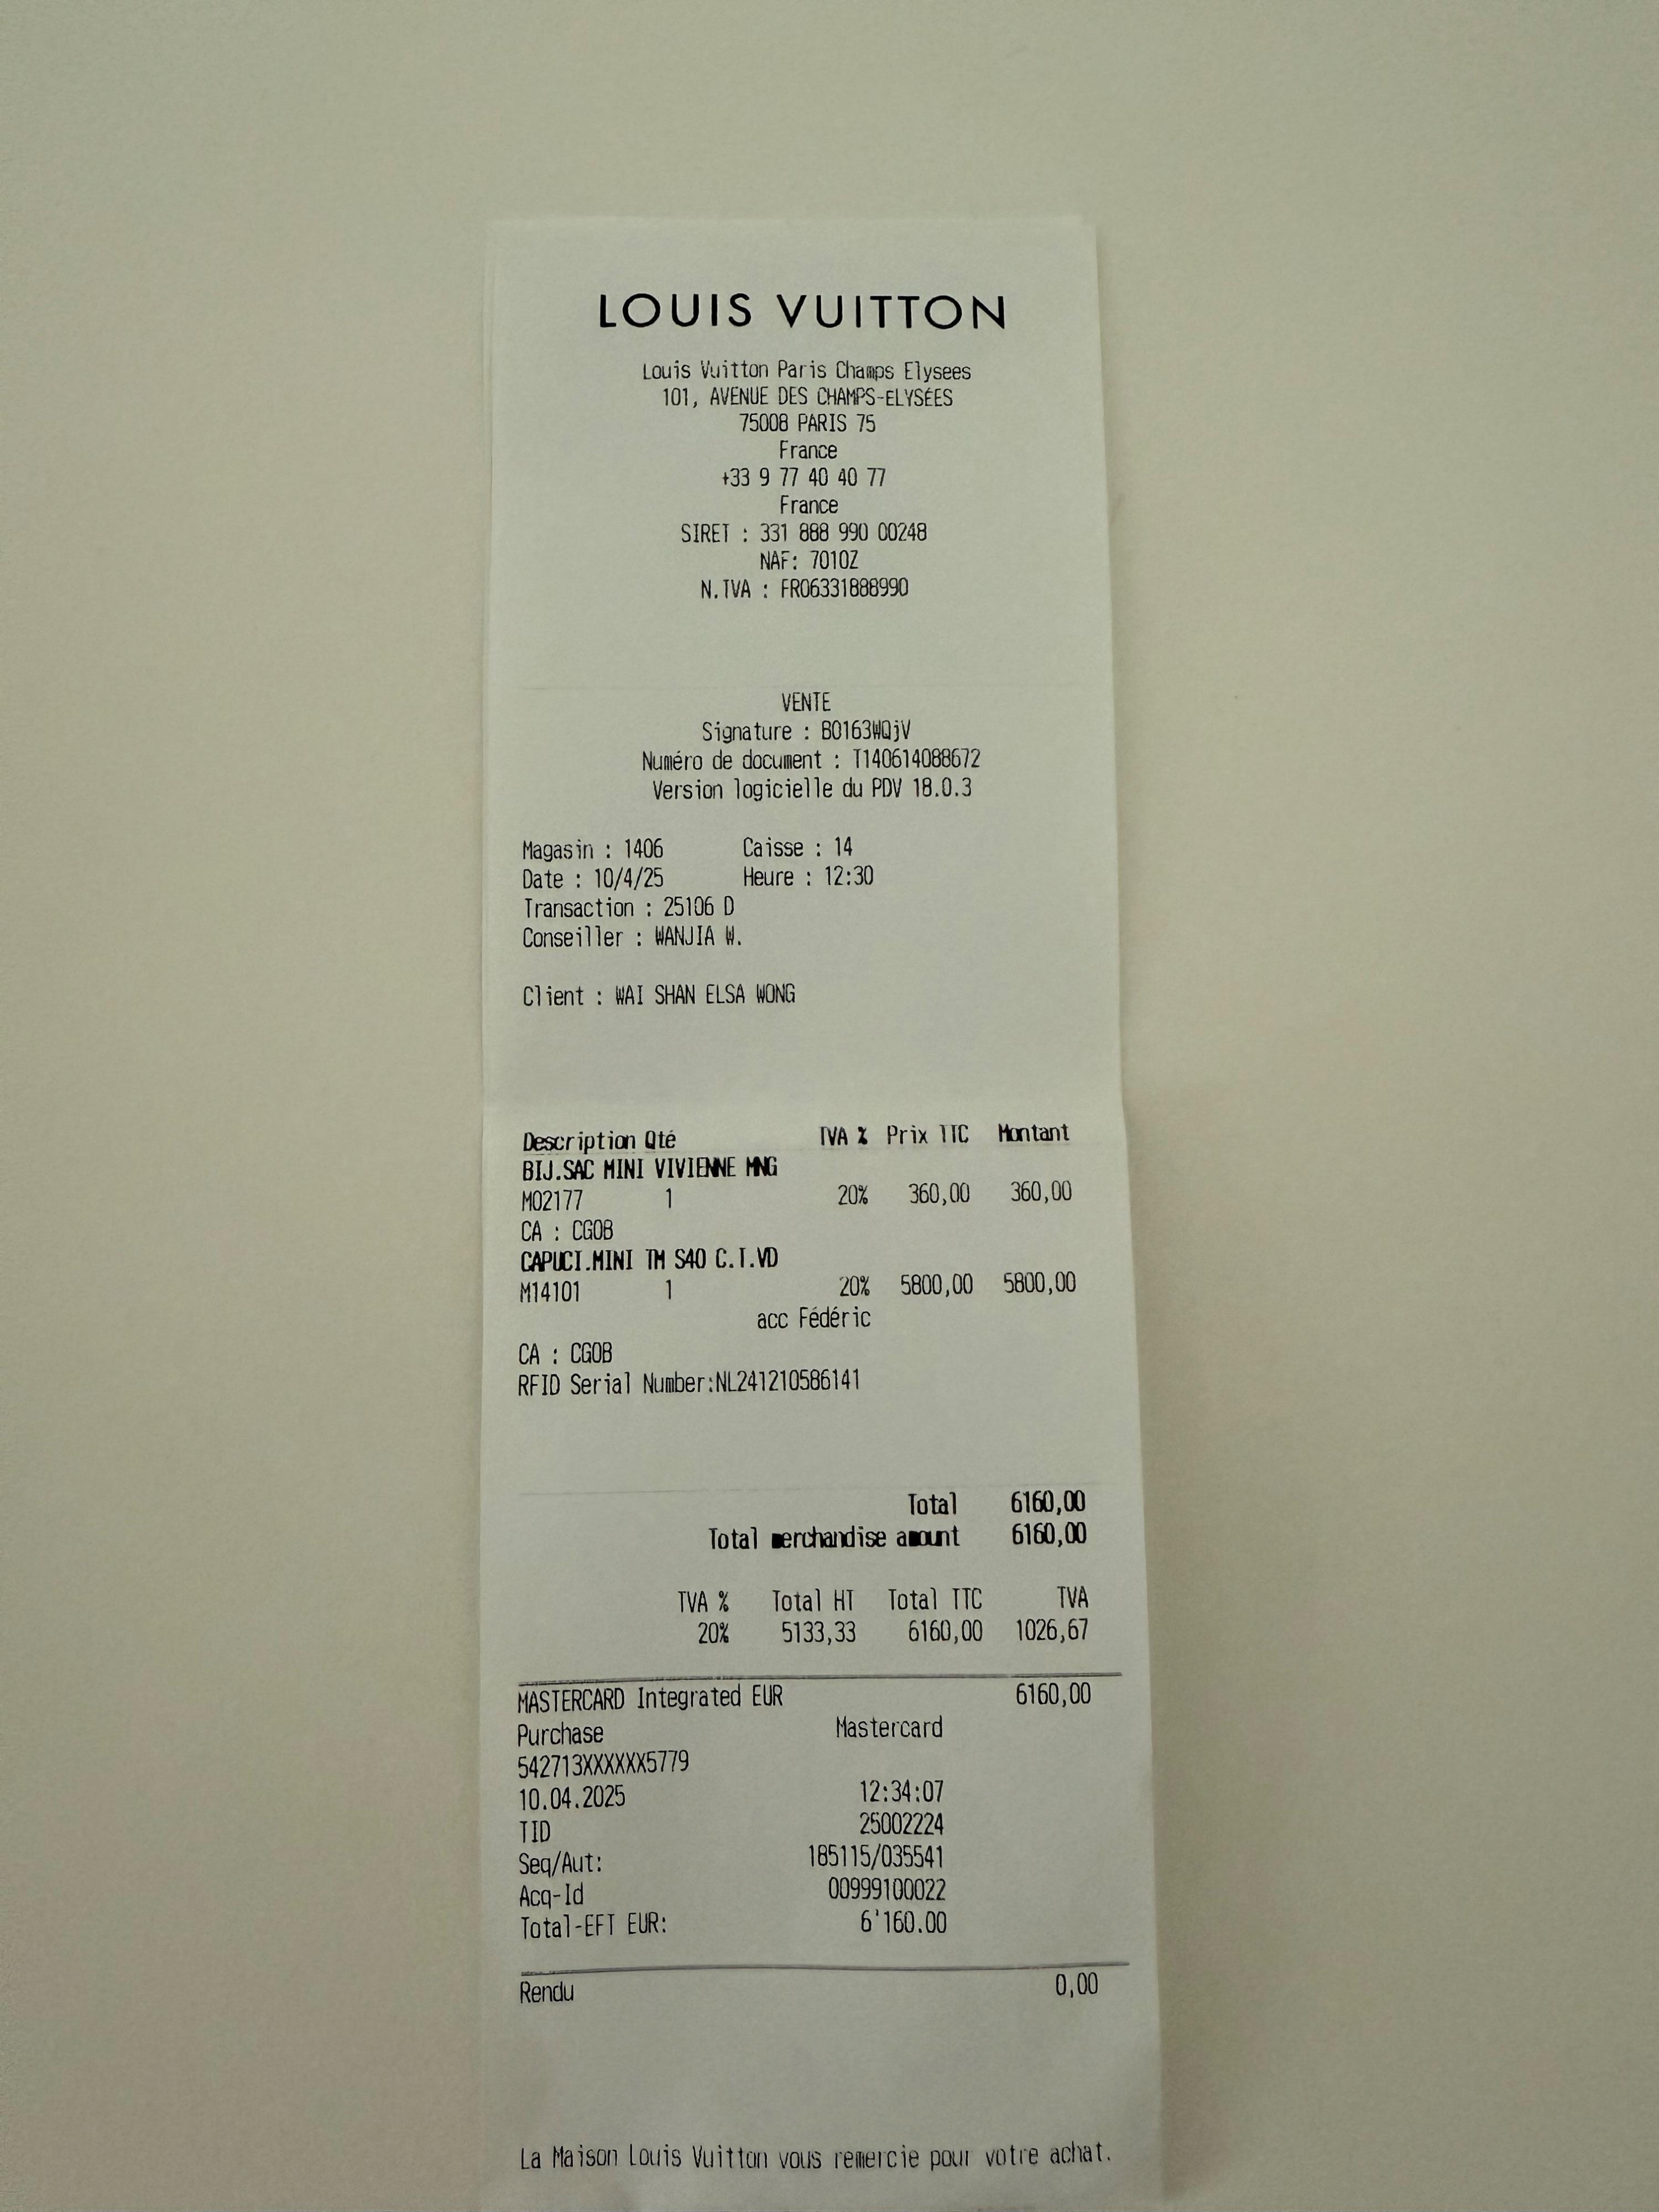 LOUIS VUITTON
Louis Vuitton Paris Champs Elysees
101, AVENUE DES CHAMPS-ELYSÉES
75008 PARIS 75
France
+33 9 77 40 40 77
France
SIRET : 331 888 990 00248
NAF: 7010Z
N.TVA : FR06331888990
VENTE
Signature : B0163WQjV
Numéro de document : T140614088672
Version logicielle du PDV 18.0.3
Magasin : 1406 Caisse : 14
Date : 10/4/25 Heure : 12:30
Transaction : 25106 D
Conseiller : WANJIA W.
Client : WAI SHAN ELSA WONG
Description Qté TVA % Prix TTC Montant
BIJ.SAC MINI VIVIENNE MNG
M02177 1 20% 360,00 360,00
CA : CGOB
CAPUCI.MINI TM S40 C.T.VD
M14101 1 20% 5800,00 5800,00
acc Fédéric
CA : CGOB
RFID Serial Number:NL241210586141
Total 6160,00
Total merchandise amount 6160,00
TVA % Total HT Total TTC TVA
20% 5133,33 6160,00 1026,67
MASTERCARD Integrated EUR 6160,00
Purchase Mastercard
542713XXXXXX5779
10.04.2025 12:34:07
TID 25002224
Seq/Aut: 185115/035541
Acq-Id 00999100022
Total-EFT EUR: 6'160.00
Rendu 0,00
La Maison Louis Vuitton vous remercie pour votre achat.